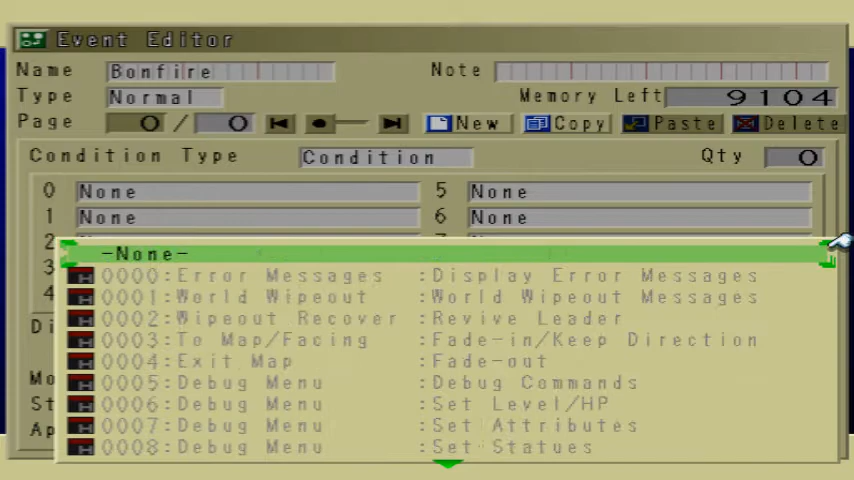 Event Editor
Name Bonfire Note
Type Normal Memory Left 9104
Page 0 / 0 New Copy Paste Delete
Condition Type Condition Qty 0
0 None 5 None
1 None 6 None
2
-None-
3 0000:Error Messages :Display Error Messages
4 0001:World Wipeout :World Wipeout Messages
Di 0002:Wipeout Recover :Revive Leader
0003:To Map/Facing :Fade-in/Keep Direction
0004:Exit Map :Fade-out
Mo 0005:Debug Menu :Debug Commands
St 0006:Debug Menu :Set Level/HP
Ap 0007:Debug Menu :Set Attributes
0008:Debug Menu :Set Statues